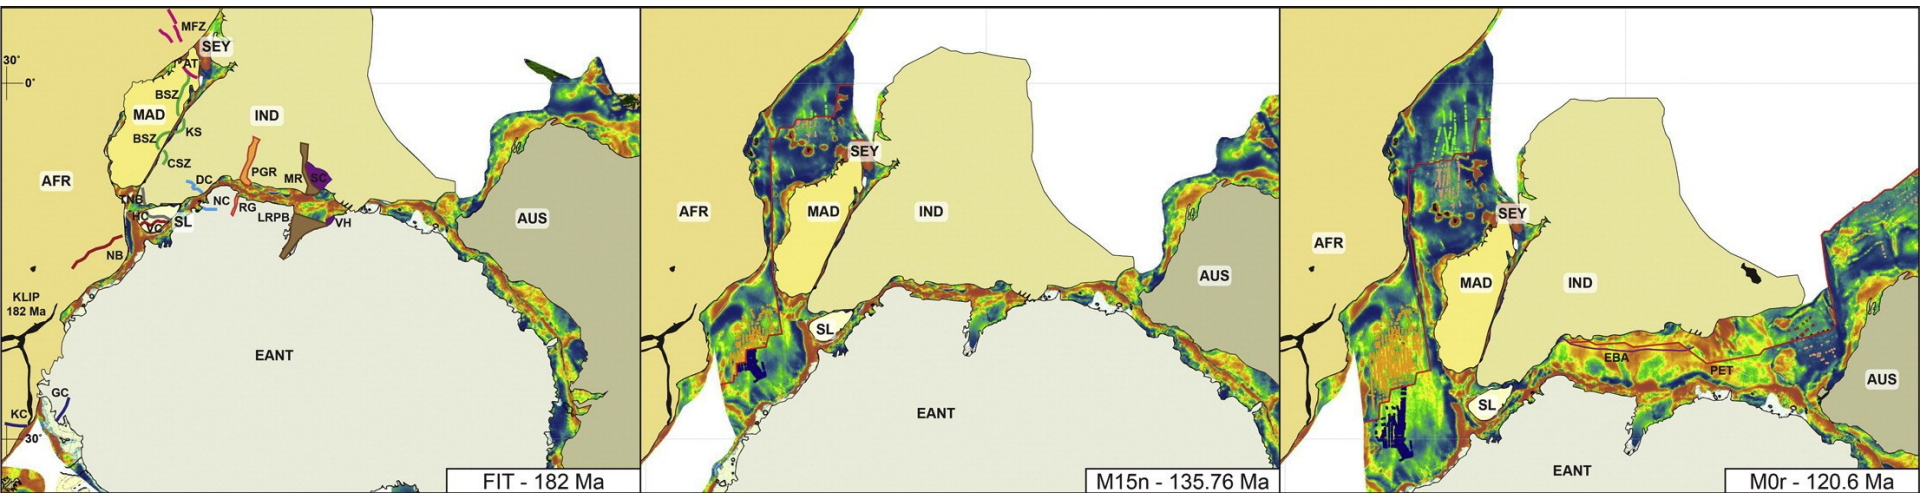 MFZ
SEY
30°
0°
AT
BSZ
MAD
IND
BSZ
KS
CSZ
AFR
DC
PGR
MR
SC
TNB
HC
NC
RG
LRPB
VH
VC
SL
AUS
NB
KLIP
182 Ma
EANT
GC
KC
30°
FIT - 182 Ma
SEY
AFR
MAD
IND
AUS
SL
EANT
M15n - 135.76 Ma
SEY
AFR
MAD
IND
EBA
PET
AUS
SL
EANT
M0r - 120.6 Ma